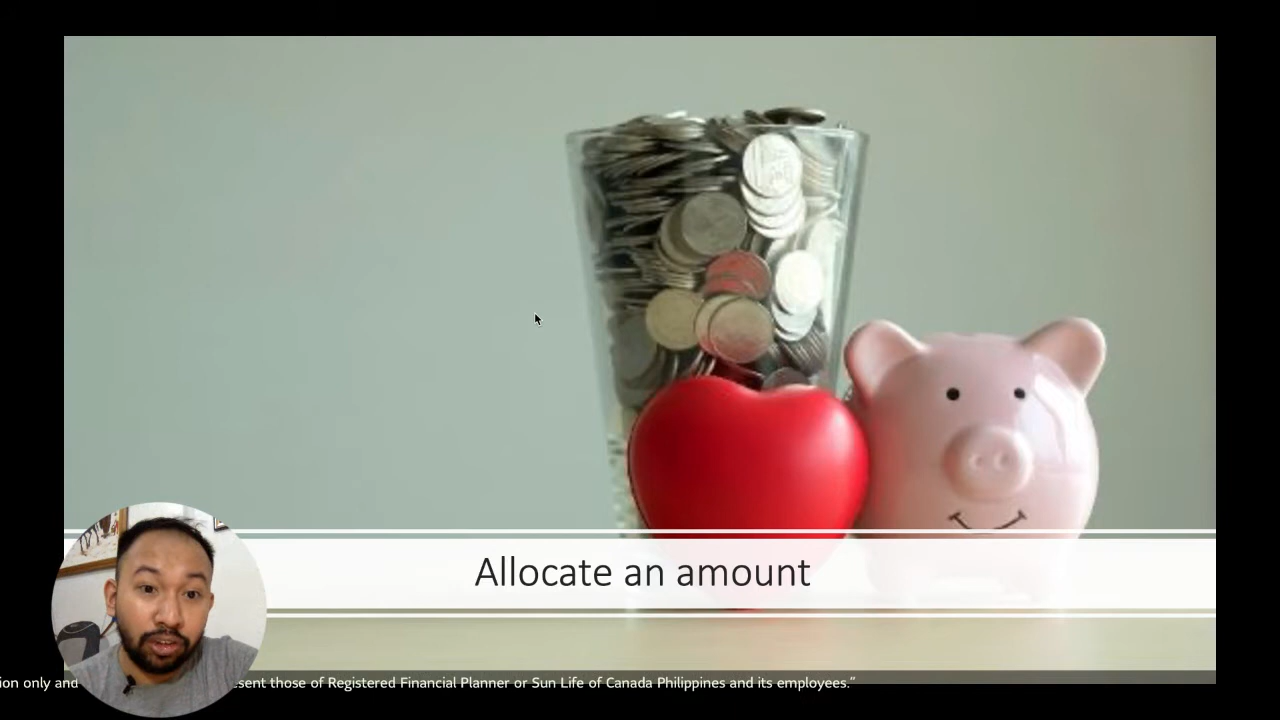 Allocate an amount
only and sent those of Registered Financial Planner or Sun Life of Canada Philippines and its employees.”